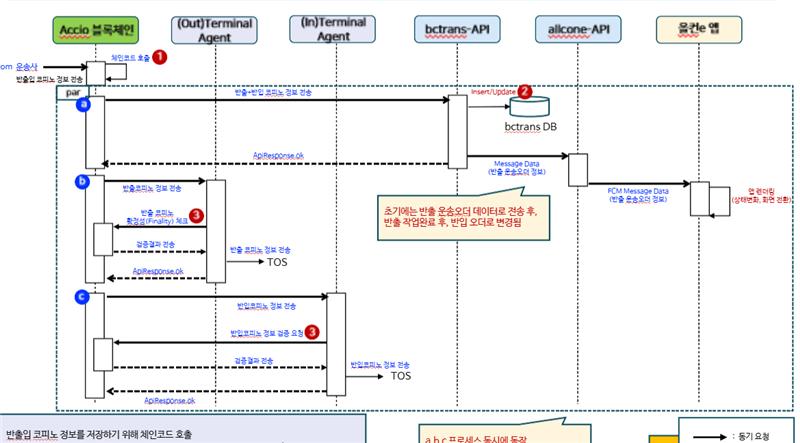 Accio 블록체인
(Out)Terminal
Agent
(In)Terminal
Agent
bctrans-API
allcone-API
올컨e 앱
체인코드 호출
1
om 운송사
반출입 코피노 정보 전송
par
a
반출+반입 코피노 정보 전송
Insert/Update
2
bctrans DB
ApiResponse.ok
Message Data
(반출 운송오더 정보)
b
반출코피노 정보 전송
FCM Message Data
(반출 운송오더 정보)
앱 렌더링
(상태변화, 화면 전환)
초기에는 반출 운송오더 데이터로 전송 후,
반출 작업완료 후, 반입 오더로 변경됨
반출 코피노
확정성(Finality) 체크
3
검증결과 전송
반출 코피노 정보 전송
TOS
ApiResponse.ok
c
반입코피노 정보 전송
반입코피노 정보 검증 요청
3
검증결과 전송
반입코피노 정보 전송
TOS
ApiResponse.ok
반출입 코피노 정보를 저장하기 위해 체인코드 호출
a,b,c 프로세스 동시에 동작
: 동기 요청